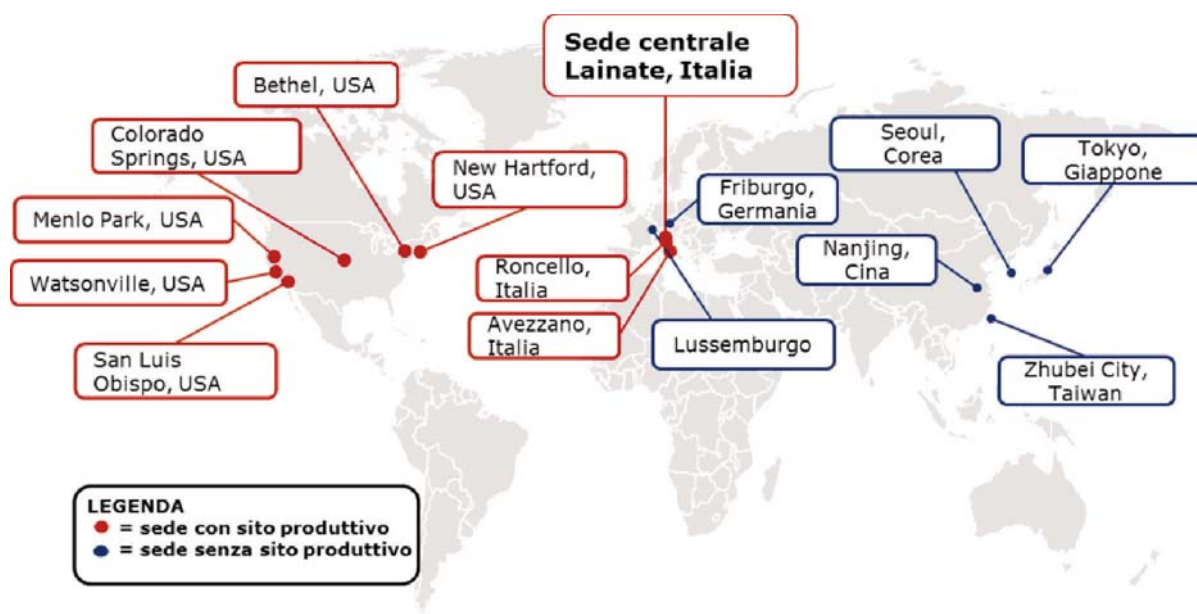 Sede centrale
Lainate, Italia
Bethel, USA
Colorado
Springs, USA
New Hartford,
USA
Menlo Park, USA
Watsonville, USA
San Luis
Obispo, USA
Roncello,
Italia
Avezzano,
Italia
Friburgo,
Germania
Lussemburgo
Seoul,
Corea
Tokyo,
Giappone
Nanjing,
Cina
Zhubei City,
Taiwan
LEGENDA
= sede con sito produttivo
= sede senza sito produttivo